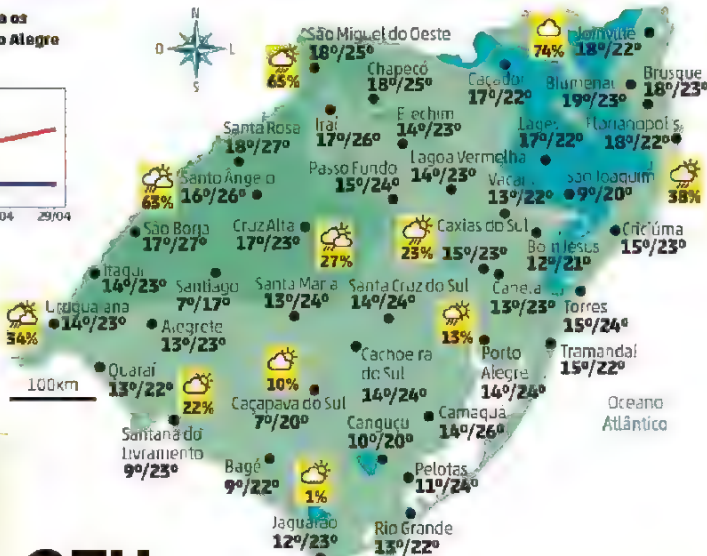 a os
o Alegre
04 29/04
N
O L
S
São Miguel do Oeste
18º/25º
65%
Chapecó
18º/25º
74%
Joinville
18º/22º
Caçador
17º/22º
Blumenau
19º/23º
Brusque
18º/23º
Iraí
17º/26º
Erechim
14º/23º
Lages
17º/22º
Florianópolis
18º/22º
Santa Rosa
18º/27º
Passo Fundo
15º/24º
Lagoa Vermelha
14º/23º
63%
Santo Ângelo
16º/26º
Vacaria
13º/22º
São Joaquim
9º/20º
38%
São Borja
17º/27º
Cruz Alta
17º/23º
27%
23%
Caxias do Sul
15º/23º
Bom Jesus
12º/21º
Criciúma
15º/23º
Itaqui
14º/23º
Santiago
7º/17º
Santa Maria
13º/24º
Santa Cruz do Sul
14º/24º
Canela
13º/23º
Torres
15º/24º
34%
Uruguaiana
14º/23º
Alegrete
13º/23º
13%
Porto
Alegre
14º/24º
Tramandaí
15º/22º
Quaraí
13º/22º
100km
22%
10%
Cachoeira
do Sul
14º/24º
Caçapava do Sul
7º/20º
Camaquã
14º/26º
Oceano
Atlântico
Santana do
Livramento
9º/23º
Canguçu
10º/20º
Bagé
9º/22º
1%
Pelotas
11º/24º
Jaguarão
12º/23º
Rio Grande
13º/22º